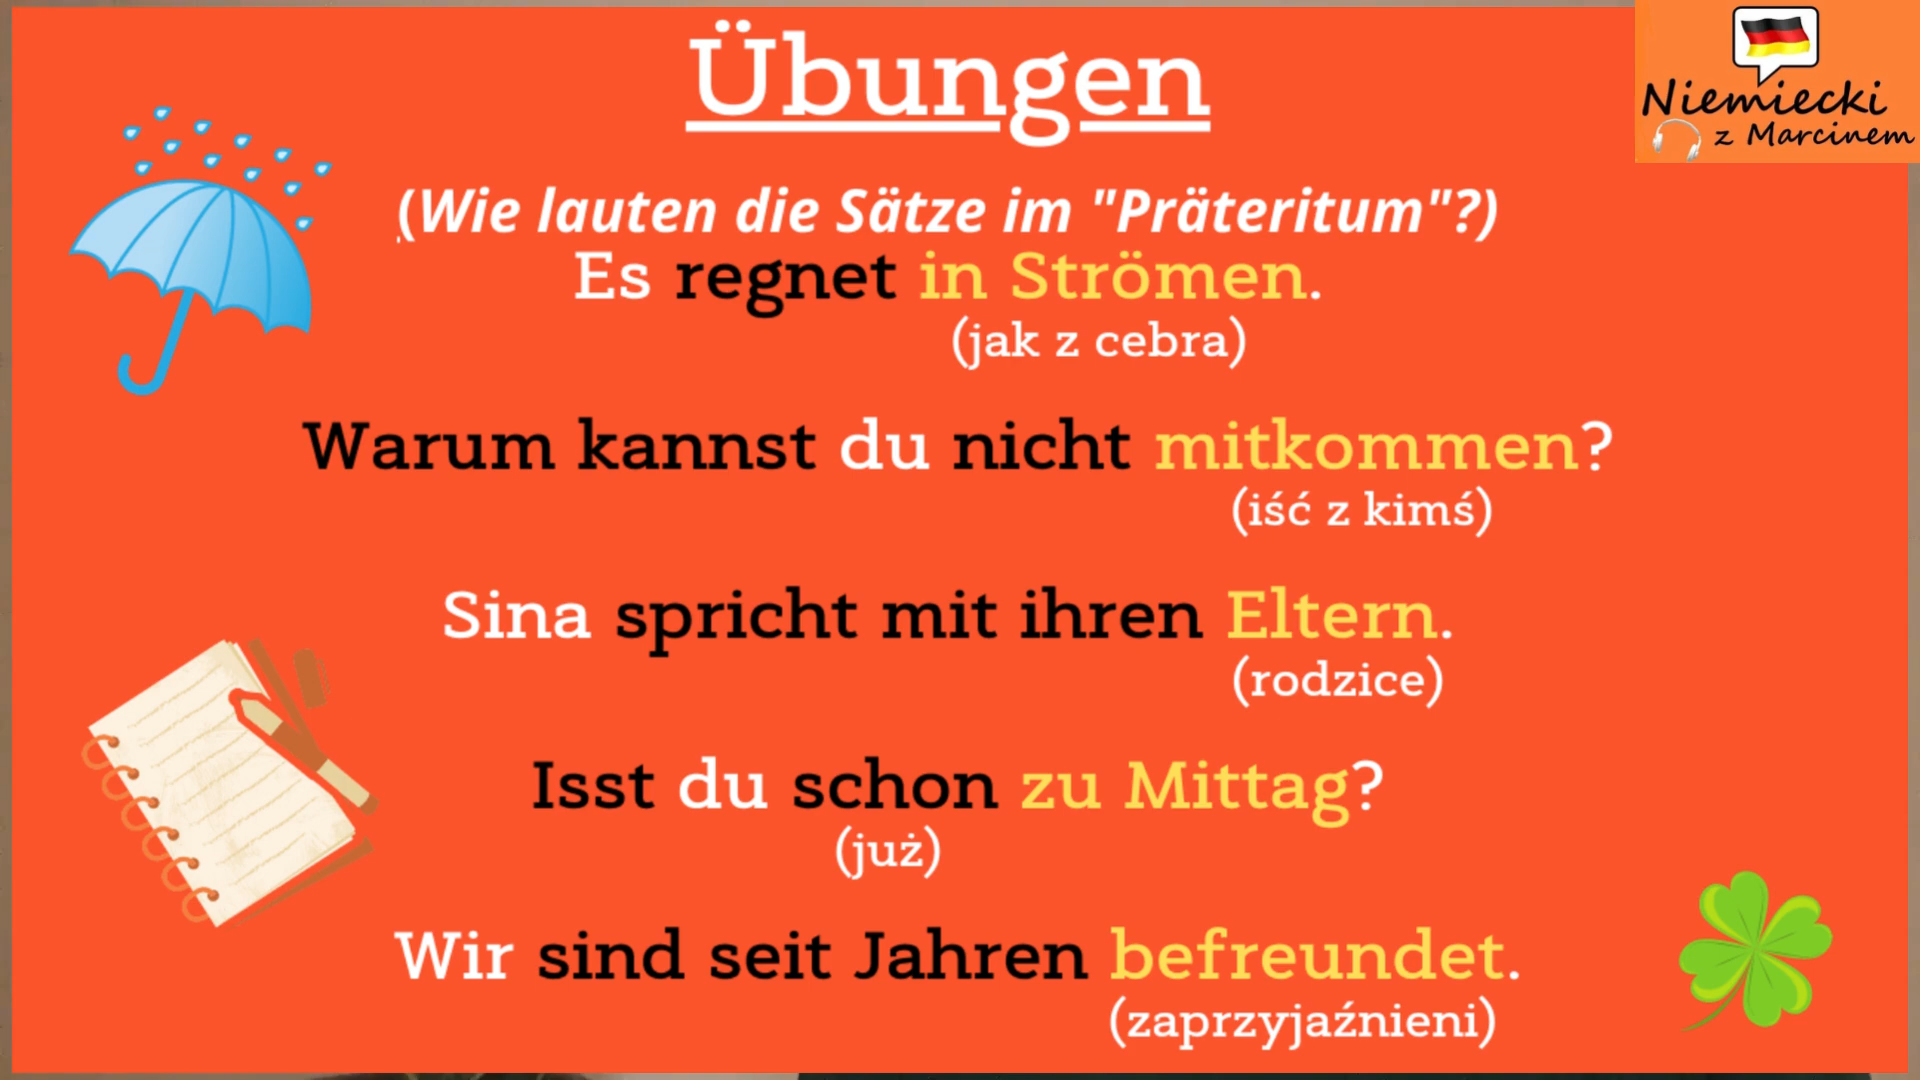 Übungen
Niemiecki
z Marcinem
(Wie lauten die Sätze im "Präteritum"?)
Es regnet in Strömen.
(jak z cebra)
Warum kannst du nicht mitkommen?
(iść z kimś)
Sina spricht mit ihren Eltern.
(rodzice)
Isst du schon zu Mittag?
(już)
Wir sind seit Jahren befreundet.
(zaprzyjaźnieni)